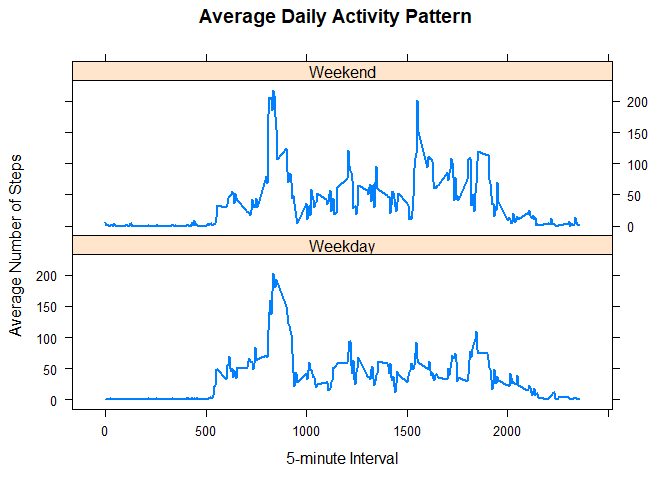 Average Daily Activity Pattern
Weekend
200
150
100
50
0
Weekday
200
150
100
50
0
0 500 1000 1500 2000
5-minute Interval
Average Number of Steps